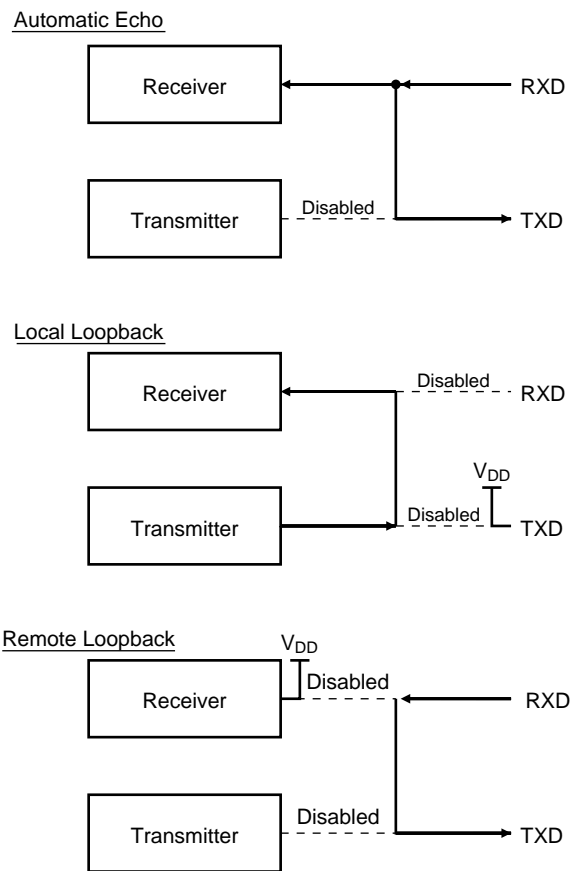 Automatic Echo
Receiver
RXD
Transmitter
Disabled
TXD
Local Loopback
Receiver
Disabled
RXD
VDD
Transmitter
Disabled
TXD
Remote Loopback
VDD
Receiver
Disabled
RXD
Transmitter
Disabled
TXD